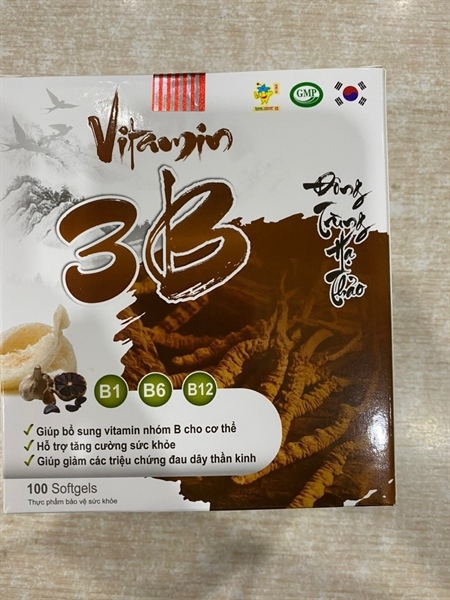 GMP
Vitamin
3B
Đông
Trùng
Hạ
Thảo
B1 B6 B12
✓ Giúp bổ sung vitamin nhóm B cho cơ thể
✓ Hỗ trợ tăng cường sức khỏe
✓ Giúp giảm các triệu chứng đau dây thần kinh
100 Softgels
Thực phẩm bảo vệ sức khỏe